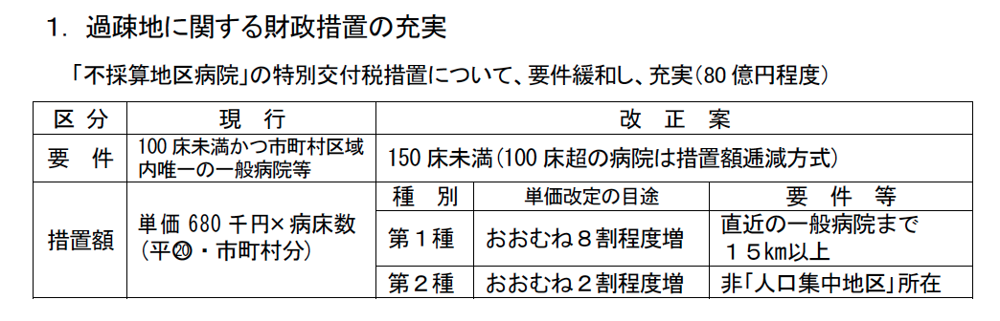 １．過疎地に関する財政措置の充実
「不採算地区病院」の特別交付税措置について、要件緩和し、充実(80 億円程度)
区 分 現 行 改 正 案
要 件 100 床未満かつ市町村区域内唯一の一般病院等 150 床未満(100 床超の病院は措置額逓減方式)
措置額 単価 680 千円×病床数
(平⑳・市町村分)
種 別 単価改定の目途 要 件 等
第１種 おおむね８割程度増 直近の一般病院まで
１５㎞以上
第２種 おおむね２割程度増 非「人口集中地区」所在